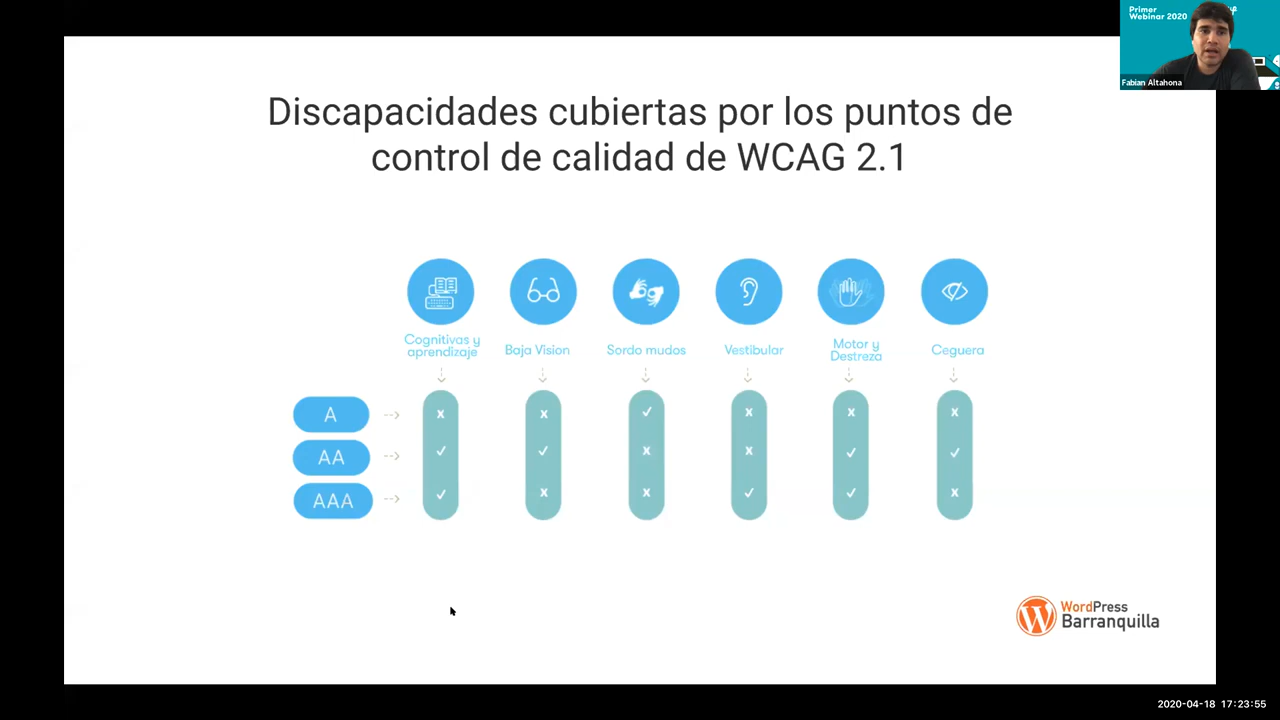 Primer
Webinar 2020
Fabian Altahona
Discapacidades cubiertas por los puntos de
control de calidad de WCAG 2.1
Cognitivas y
aprendizaje
Baja Vision
Sordo mudos
Vestibular
Motor y
Destreza
Ceguera
A
x x ✓ x x x
AA
✓ ✓ x x ✓ ✓
AAA
✓ x x ✓ ✓ x
WordPress
Barranquilla
2020-04-18 17:23:55